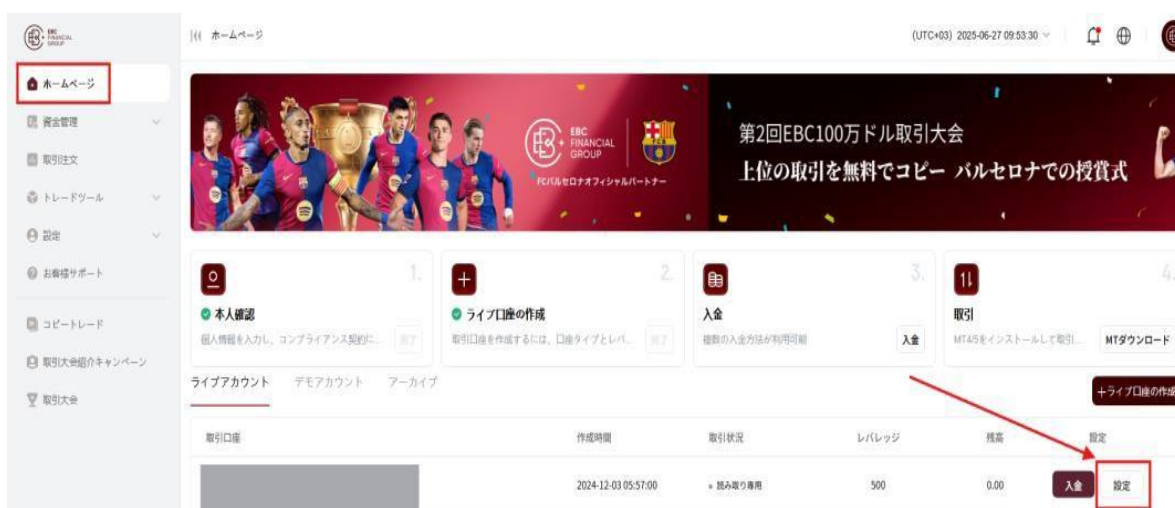 EBC FINANCIAL GROUP
ホームページ
(UTC+03) 2025-06-27 09:53:30
ホームページ
資金管理
取引注文
トレードツール
設定
お客様サポート
コピートレード
取引大会紹介キャンペーン
取引大会
EBC
FINANCIAL
GROUP
FCB
FCバルセロナオフィシャルパートナー
第2回EBC100万ドル取引大会
上位の取引を無料でコピー バルセロナでの授賞式
1.
本人確認
個人情報を入力し、コンプライアンス契約に...
完了
2.
ライブ口座の作成
取引口座を作成するには、口座タイプとレバ...
完了
3.
入金
複数の入金方法が利用可能
入金
4.
取引
MT4/5をインストールして取引...
MTダウンロード
ライブアカウント デモアカウント アーカイブ
+ライブ口座の作成
取引口座 作成時間 取引状況 レバレッジ 残高 設定
2024-12-03 05:57:00 読み取り専用 500 0.00 入金 設定